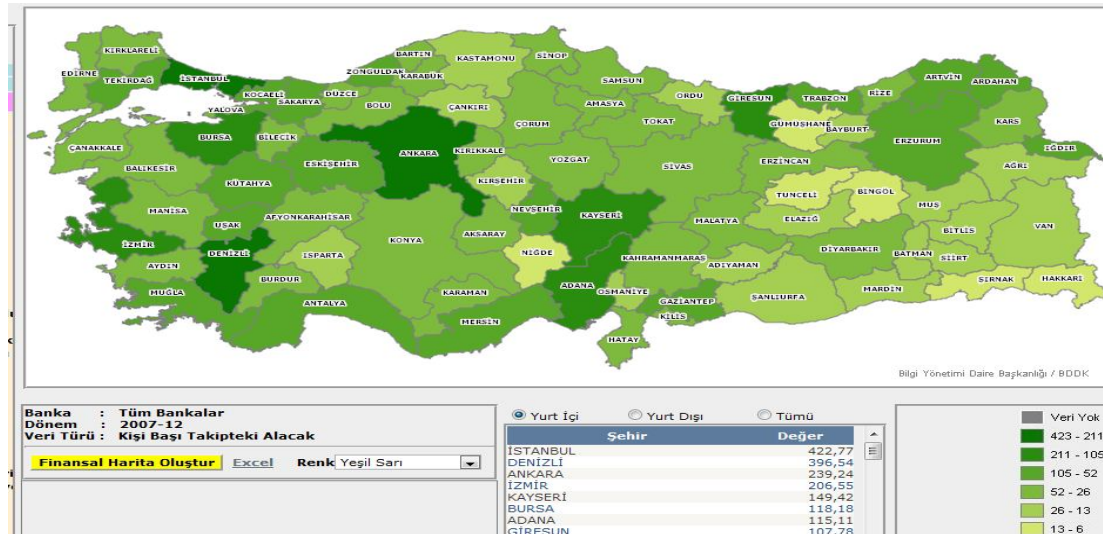 KIRKLARELİ
EDİRNE
TEKİRDAĞ
İSTANBUL
KOCAELİ
YALOVA
SAKARYA
DÜZCE
ZONGULDAK
BARTIN
KARABÜK
KASTAMONU
SİNOP
SAMSUN
ORDU
GİRESUN
TRABZON
RİZE
ARTVİN
ARDAHAN
BOLU
ÇANKIRI
ÇORUM
AMASYA
TOKAT
GÜMÜŞHANE
BAYBURT
KARS
ÇANAKKALE
BURSA
BİLECİK
ESKİŞEHİR
ANKARA
KIRIKKALE
YOZGAT
SİVAS
ERZİNCAN
ERZURUM
IĞDIR
AĞRI
BALIKESİR
KÜTAHYA
KIRŞEHİR
NEVŞEHİR
KAYSERİ
TUNCELİ
BİNGÖL
MUŞ
MANİSA
UŞAK
AFYONKARAHİSAR
KONYA
AKSARAY
NİĞDE
MALATYA
ELAZIĞ
BİTLİS
VAN
İZMİR
AYDIN
DENİZLİ
ISPARTA
BURDUR
KAHRAMANMARAŞ
ADIYAMAN
DİYARBAKIR
BATMAN
SİİRT
ŞIRNAK
HAKKARİ
MUĞLA
ANTALYA
KARAMAN
MERSİN
ADANA
OSMANİYE
GAZİANTEP
KİLİS
HATAY
ŞANLIURFA
MARDİN
Bilgi Yönetimi Daire Başkanlığı / BDDK
Banka : Tüm Bankalar
Dönem : 2007-12
Veri Türü : Kişi Başı Takipteki Alacak
Finansal Harita Oluştur Excel Renk Yeşil Sarı
Yurt İçi Yurt Dışı Tümü
Şehir Değer
İSTANBUL 422,77
DENİZLİ 396,54
ANKARA 239,24
İZMİR 206,55
KAYSERİ 149,42
BURSA 118,18
ADANA 115,11
GİRESUN 107,78
Veri Yok
423 - 211
211 - 105
105 - 52
52 - 26
26 - 13
13 - 6